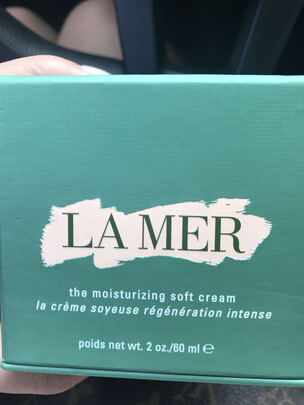 LA MER
the moisturizing soft cream
la crème soyeuse régénération intense
poids net wt. 2 oz./60 ml ℮